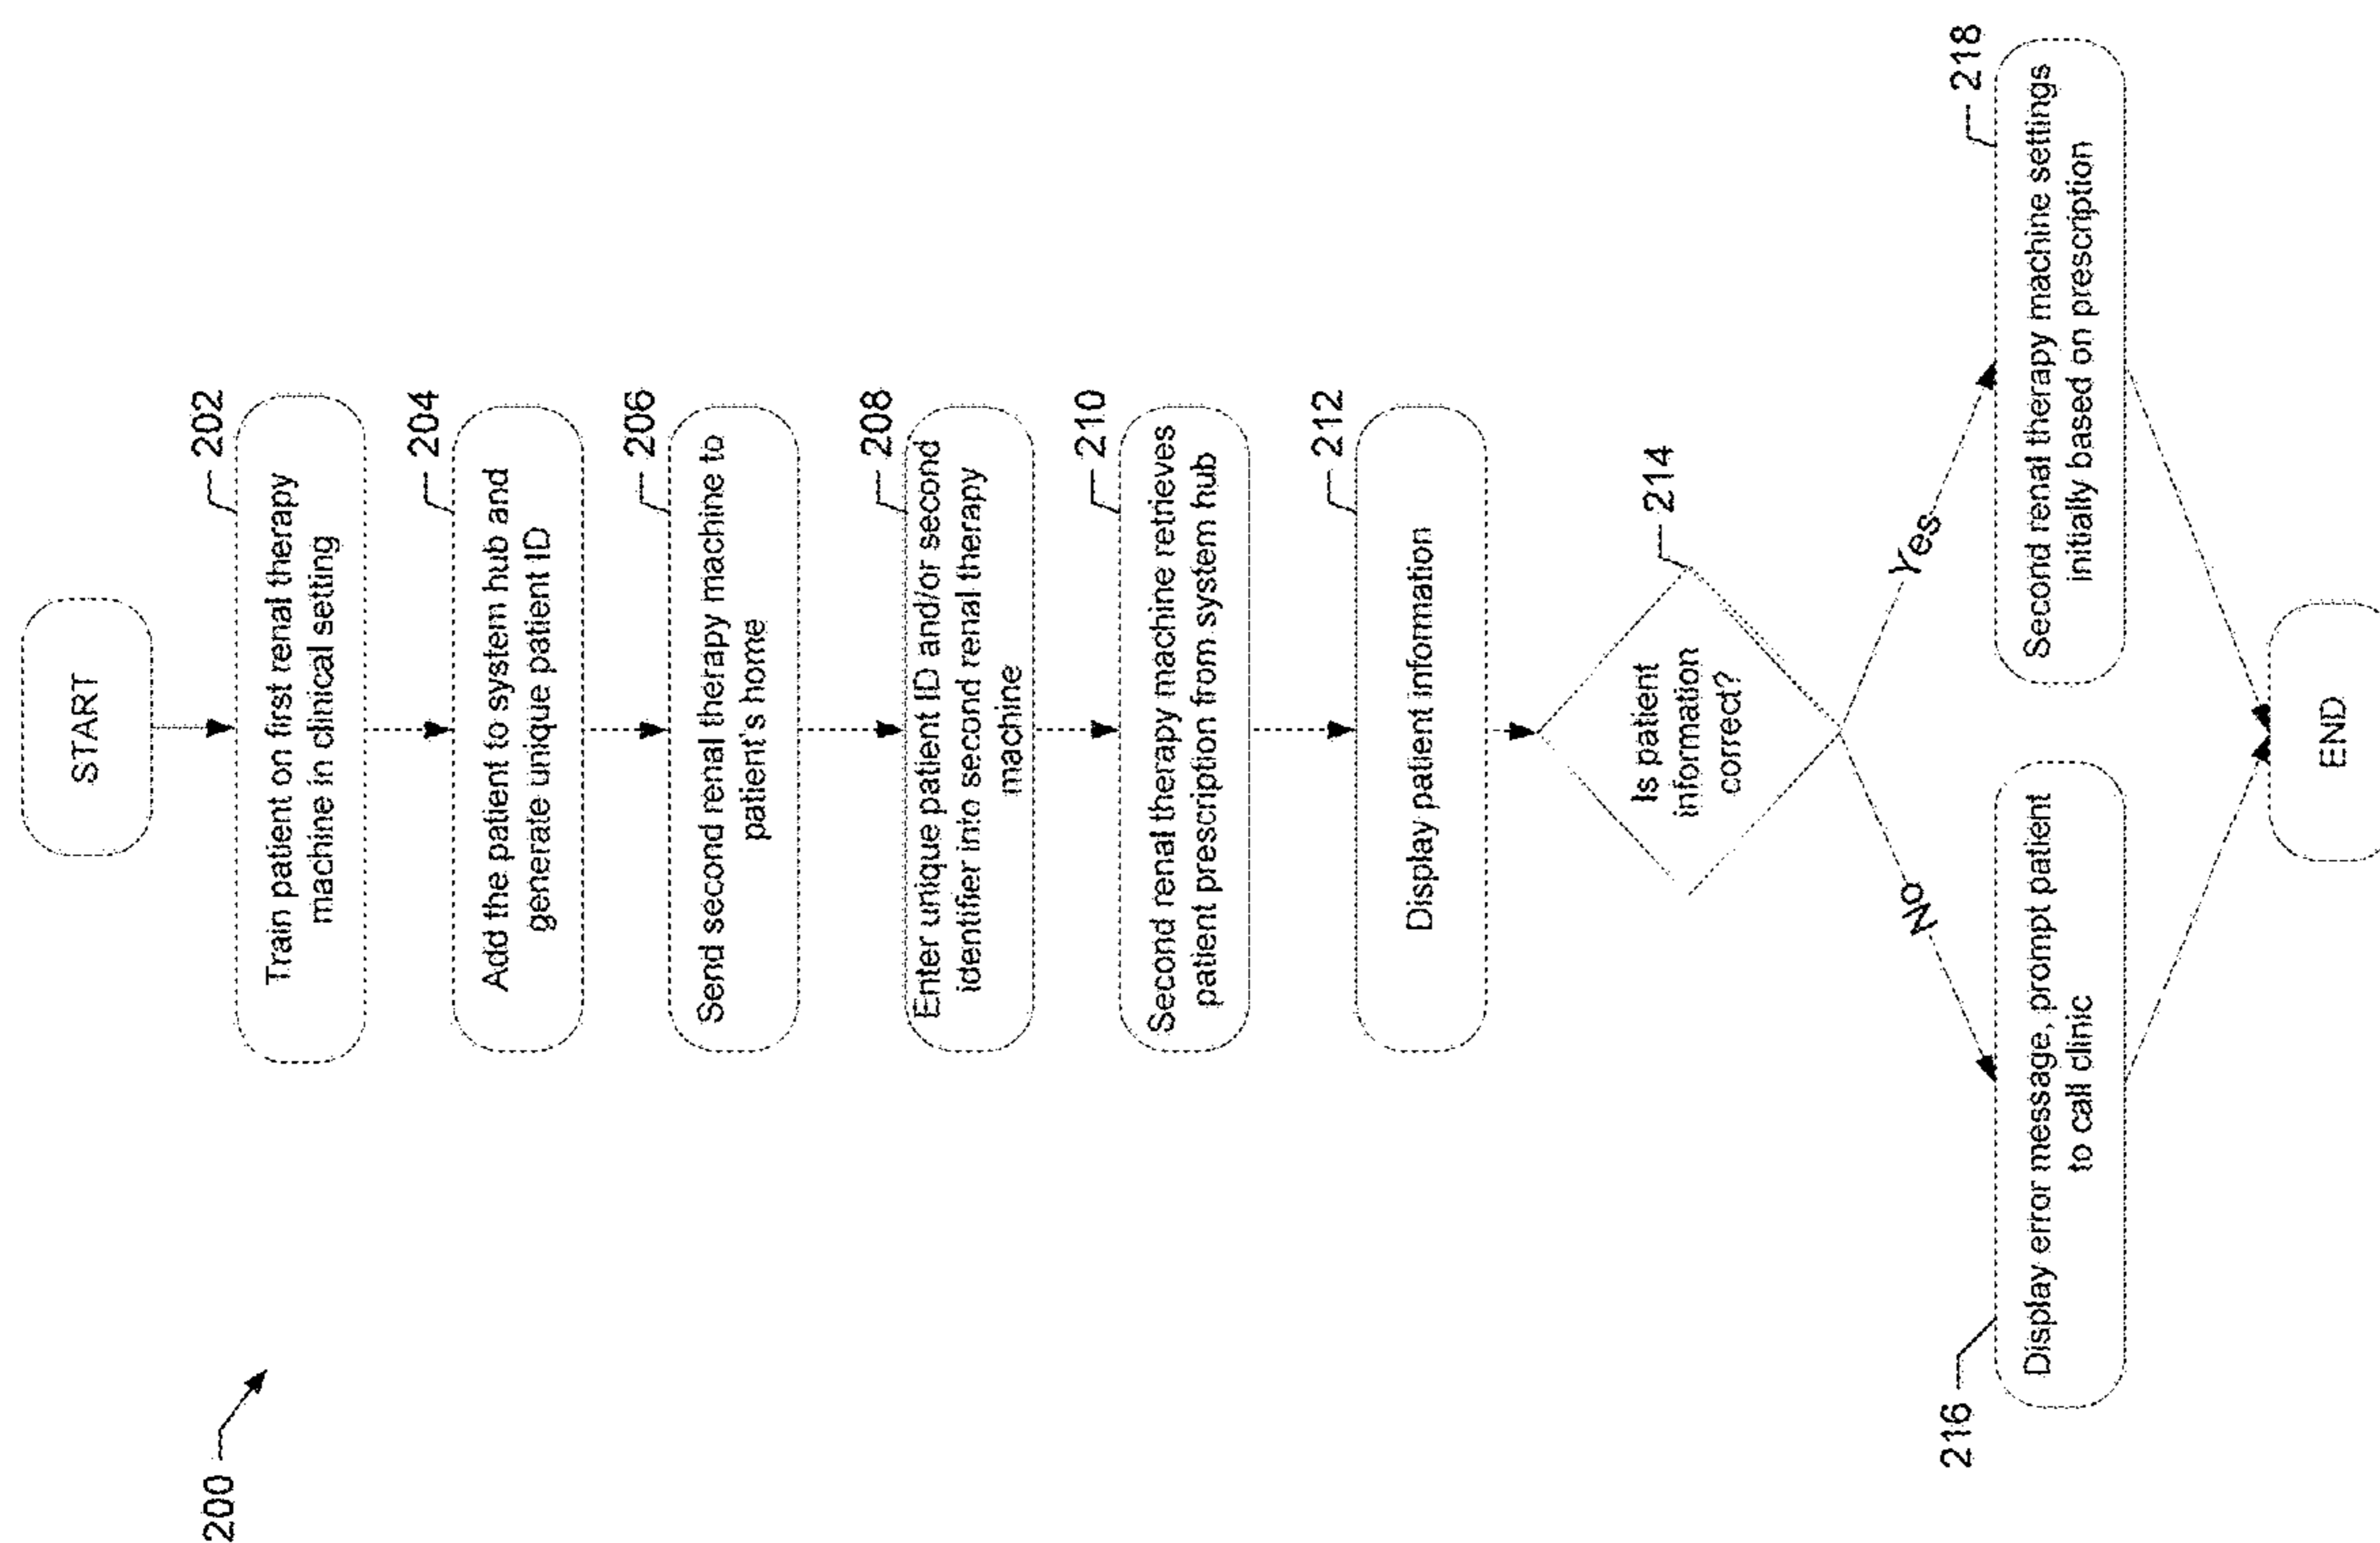 200
START
202
Train patient on first renal therapy
machine in clinical setting
204
Add the patient to system hub and
generate unique patient ID
206
Send second renal therapy machine to
patient's home
208
Enter unique patient ID and/or second
identifier into second renal therapy
machine
210
Second renal therapy machine retrieves
patient prescription from system hub
212
Display patient information
214
Is patient
information
correct?
No
Yes
216
Display error message, prompt patient
to call clinic
218
Second renal therapy machine settings
initially based on prescription
END